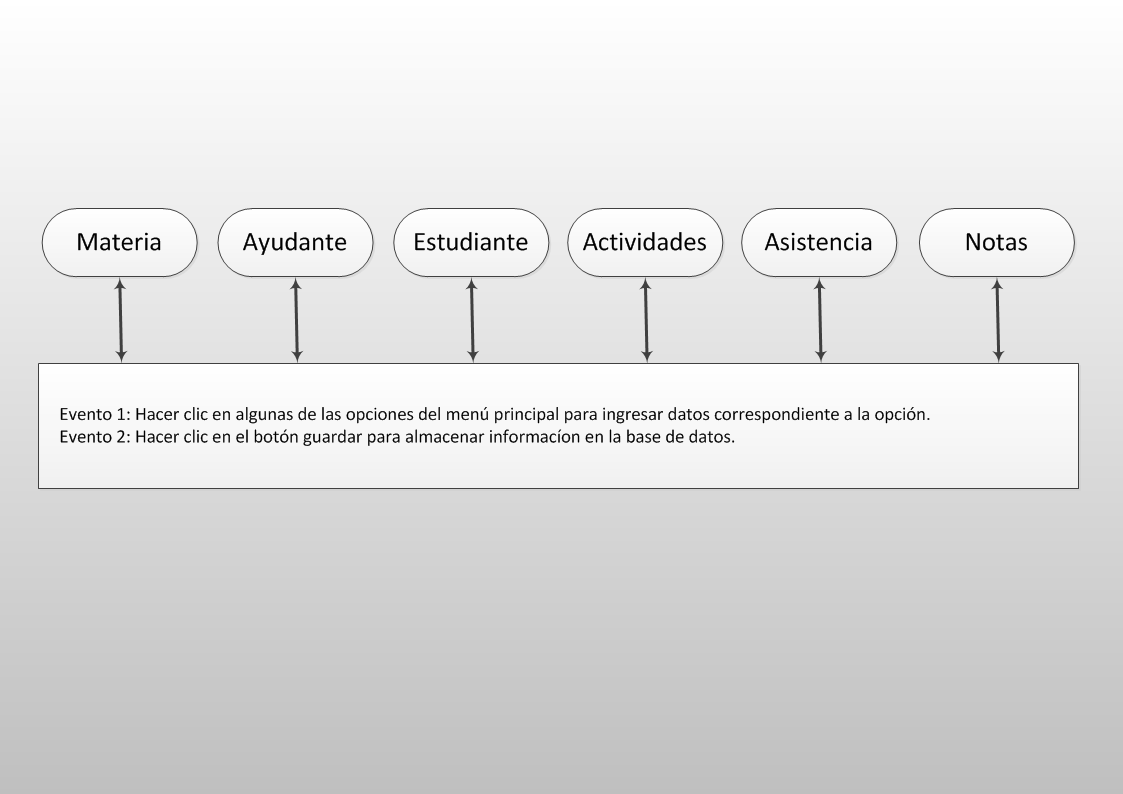 Materia
Ayudante
Estudiante
Actividades
Asistencia
Notas
Evento 1: Hacer clic en algunas de las opciones del menú principal para ingresar datos correspondiente a la opción.
Evento 2: Hacer clic en el botón guardar para almacenar informacíon en la base de datos.